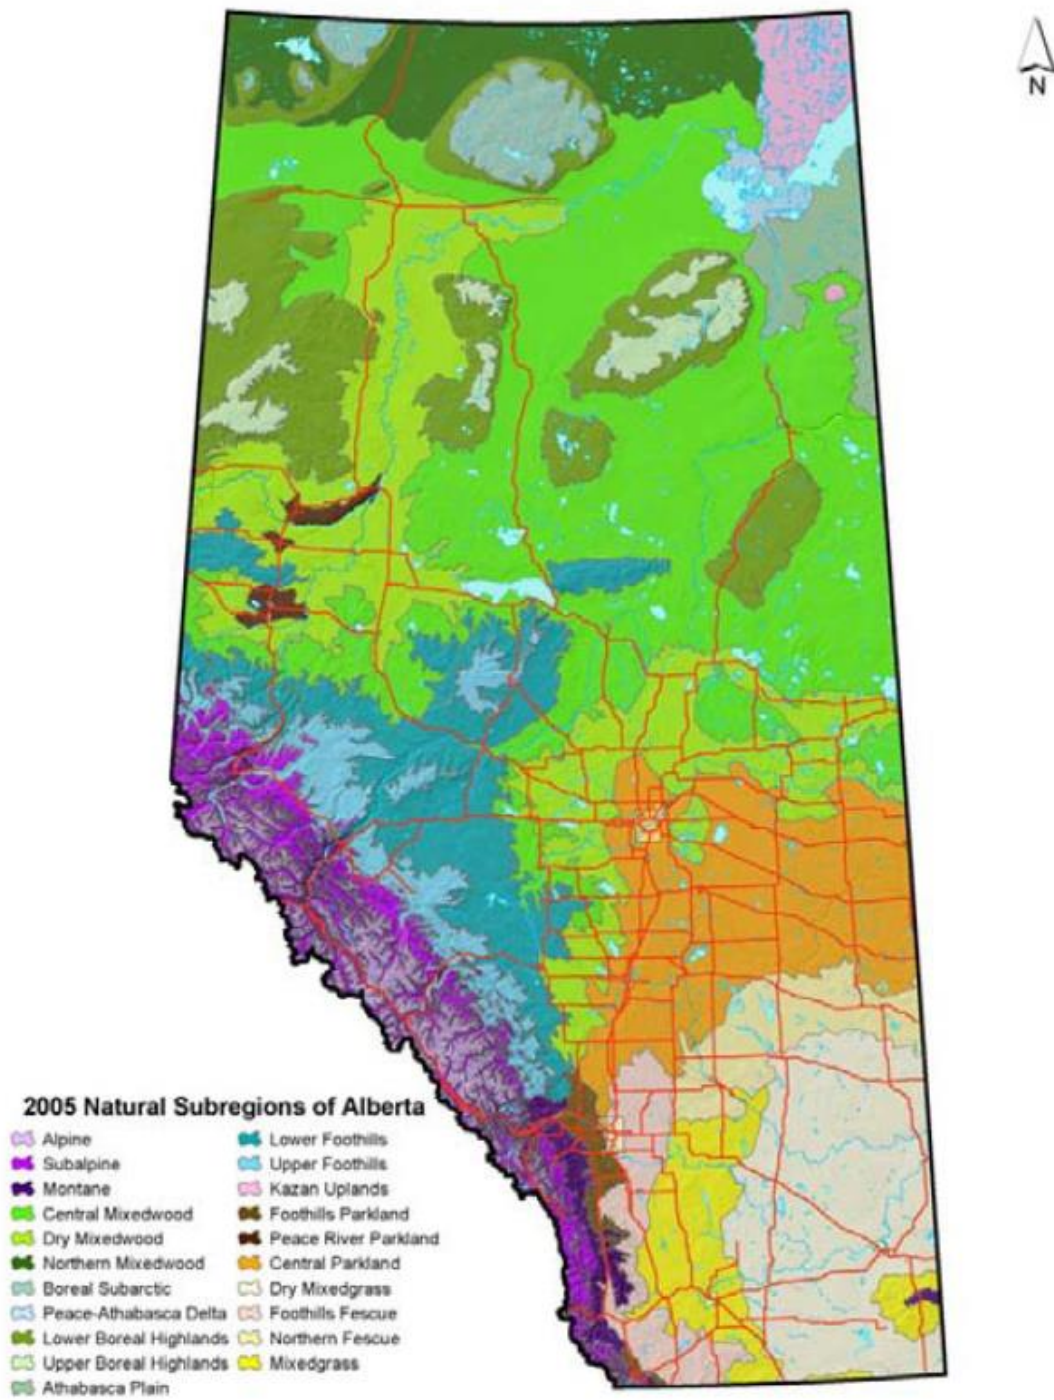 N
2005 Natural Subregions of Alberta
Alpine
Subalpine
Montane
Central Mixedwood
Dry Mixedwood
Northern Mixedwood
Boreal Subarctic
Peace-Athabasca Delta
Lower Boreal Highlands
Upper Boreal Highlands
Athabasca Plain
Lower Foothills
Upper Foothills
Kazan Uplands
Foothills Parkland
Peace River Parkland
Central Parkland
Dry Mixedgrass
Foothills Fescue
Northern Fescue
Mixedgrass